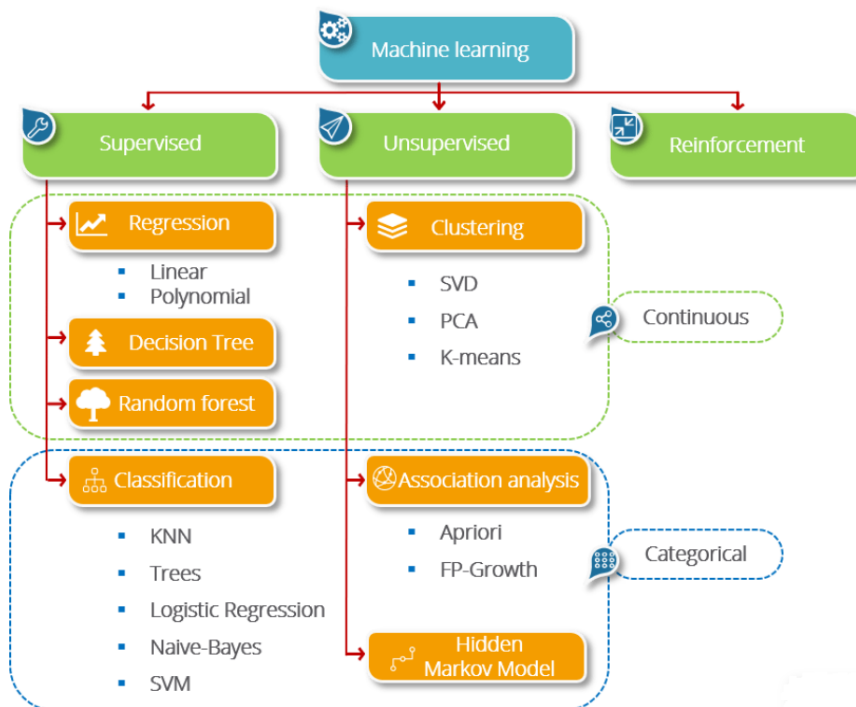 Machine learning
Supervised
Unsupervised
Reinforcement
Regression
Linear
Polynomial
Decision Tree
Random forest
Clustering
SVD
PCA
K-means
Continuous
Classification
KNN
Trees
Logistic Regression
Naive-Bayes
SVM
Association analysis
Apriori
FP-Growth
Hidden
Markov Model
Categorical